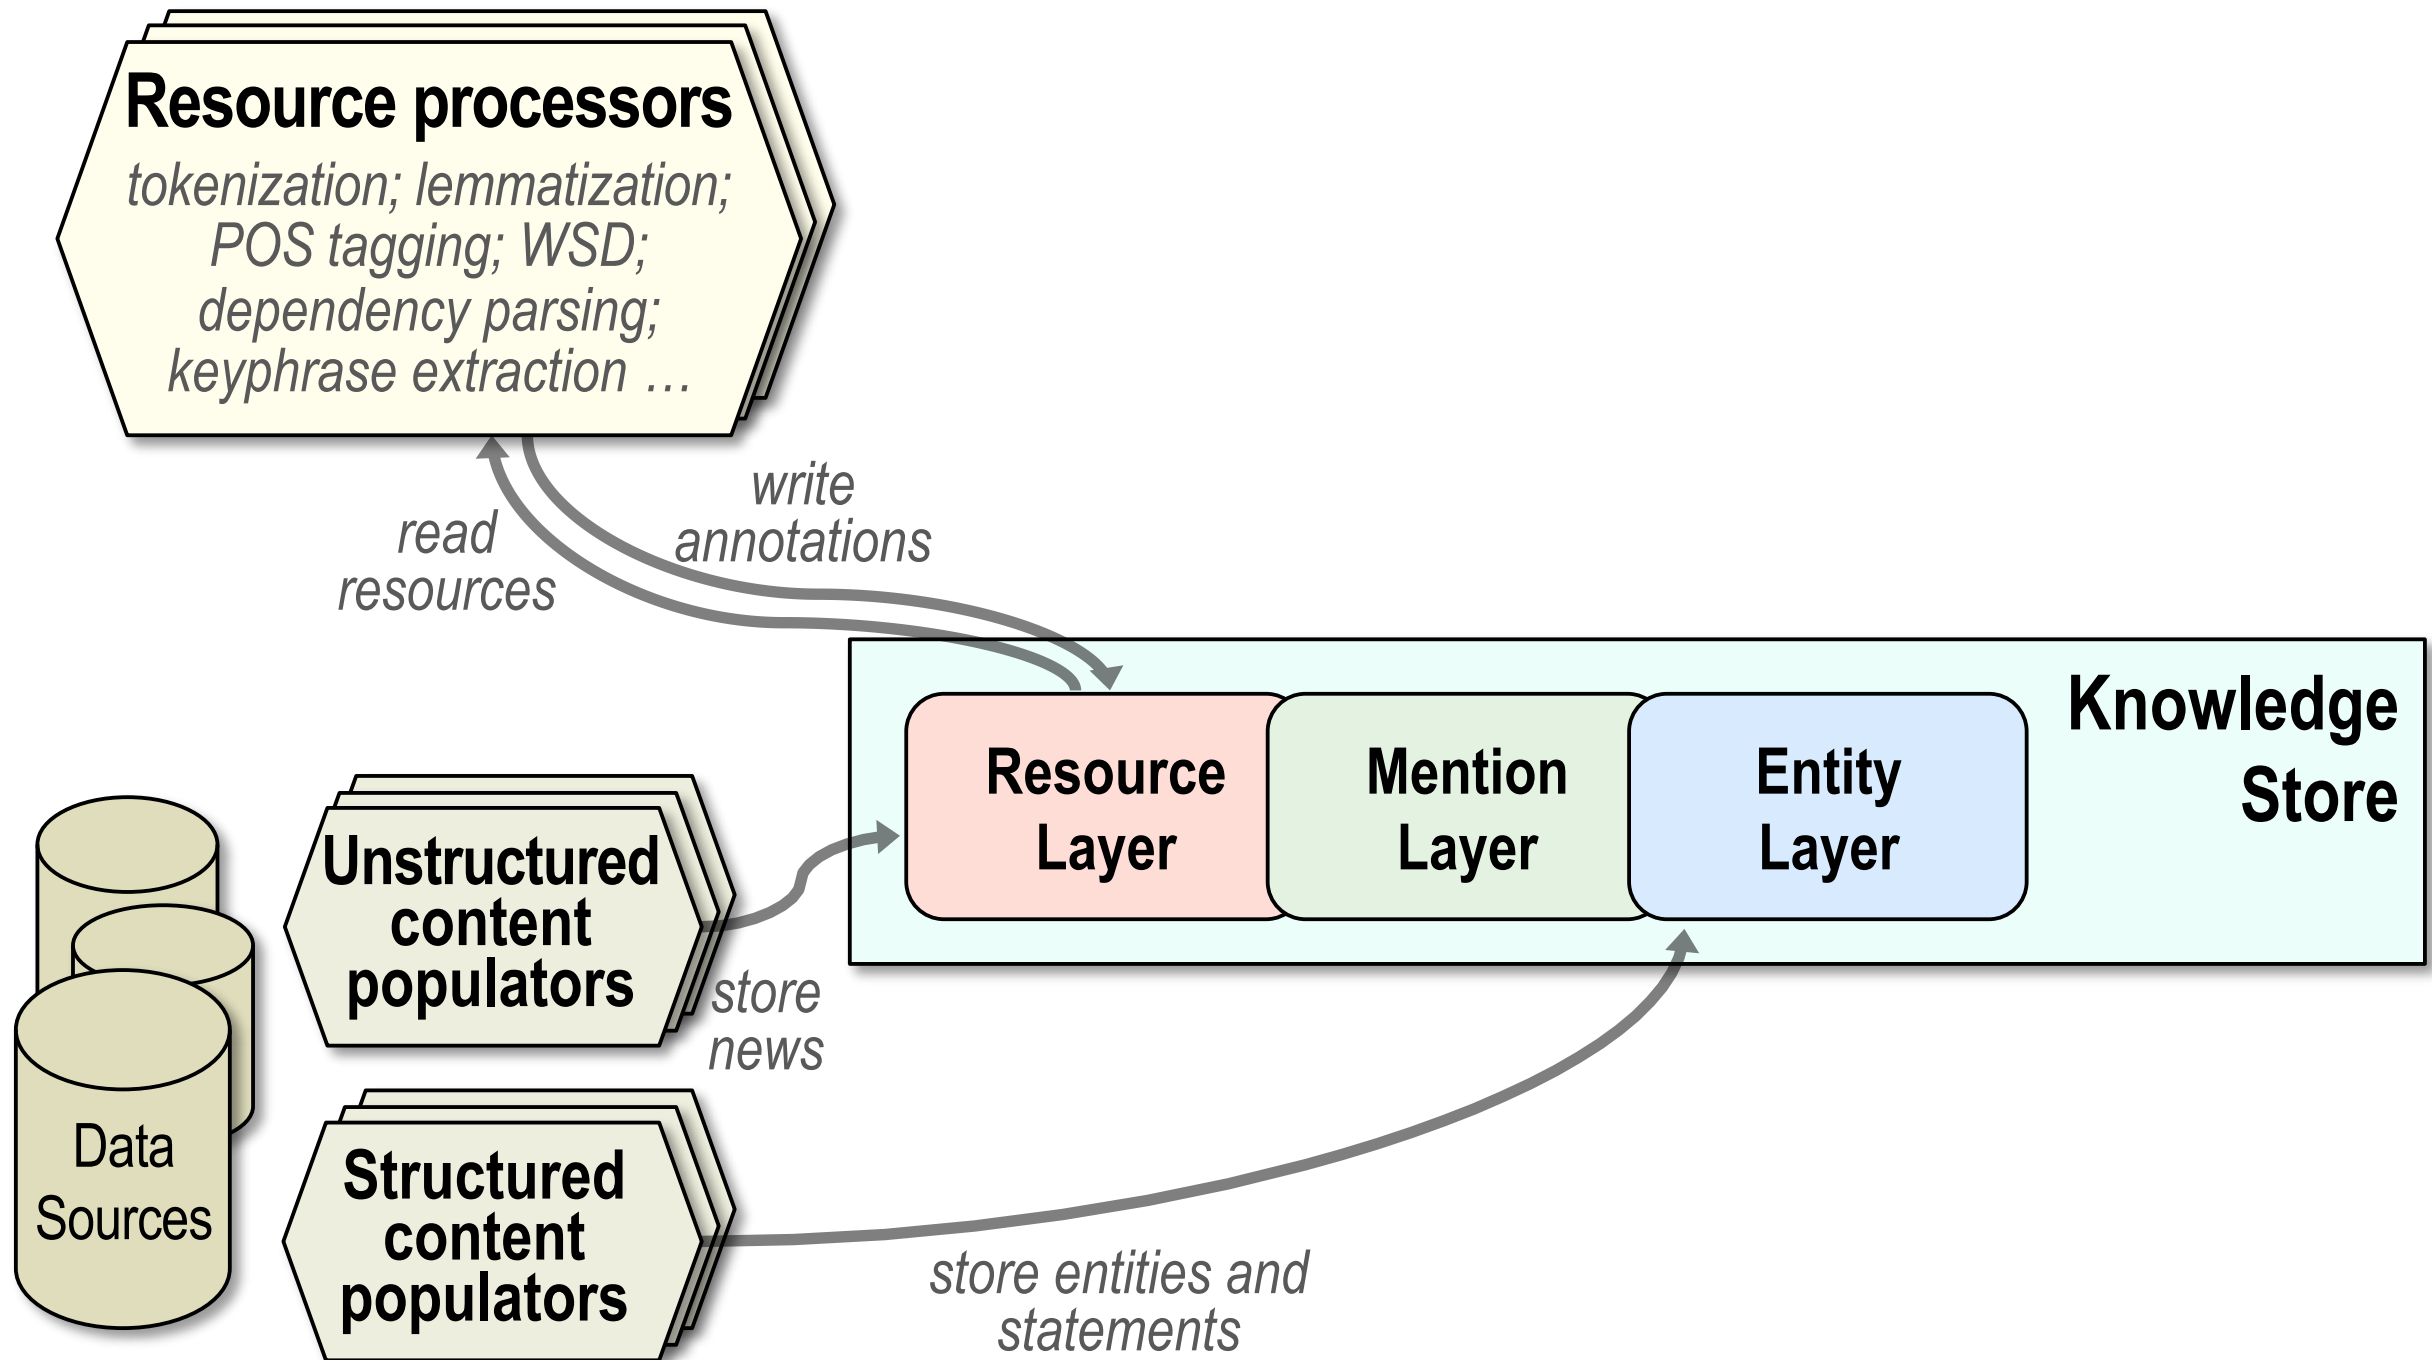 Resource processors
tokenization; lemmatization;
POS tagging; WSD;
dependency parsing;
keyphrase extraction …
write
annotations
read
resources
Knowledge
Store
Resource
Layer
Mention
Layer
Entity
Layer
Unstructured
content
populators
store
news
Data
Sources
Structured
content
populators
store entities and
statements